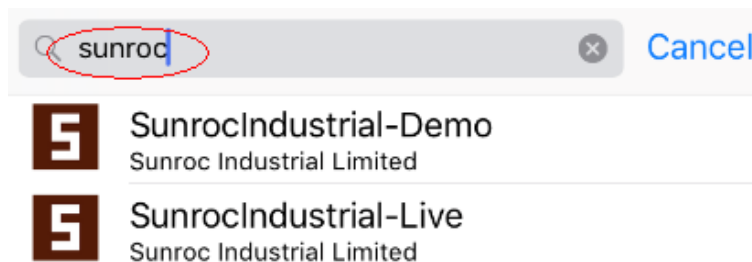 sunroc
Cancel
SunrocIndustrial-Demo
Sunroc Industrial Limited
SunrocIndustrial-Live
Sunroc Industrial Limited